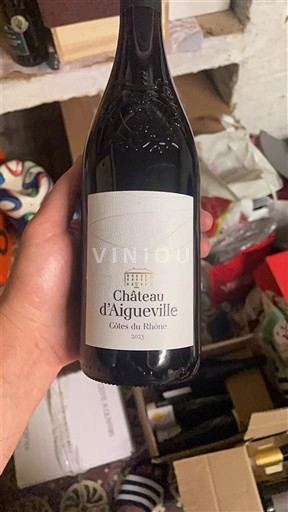 VINIOU
Château
d'Aigueville
Côtes du Rhône
2023